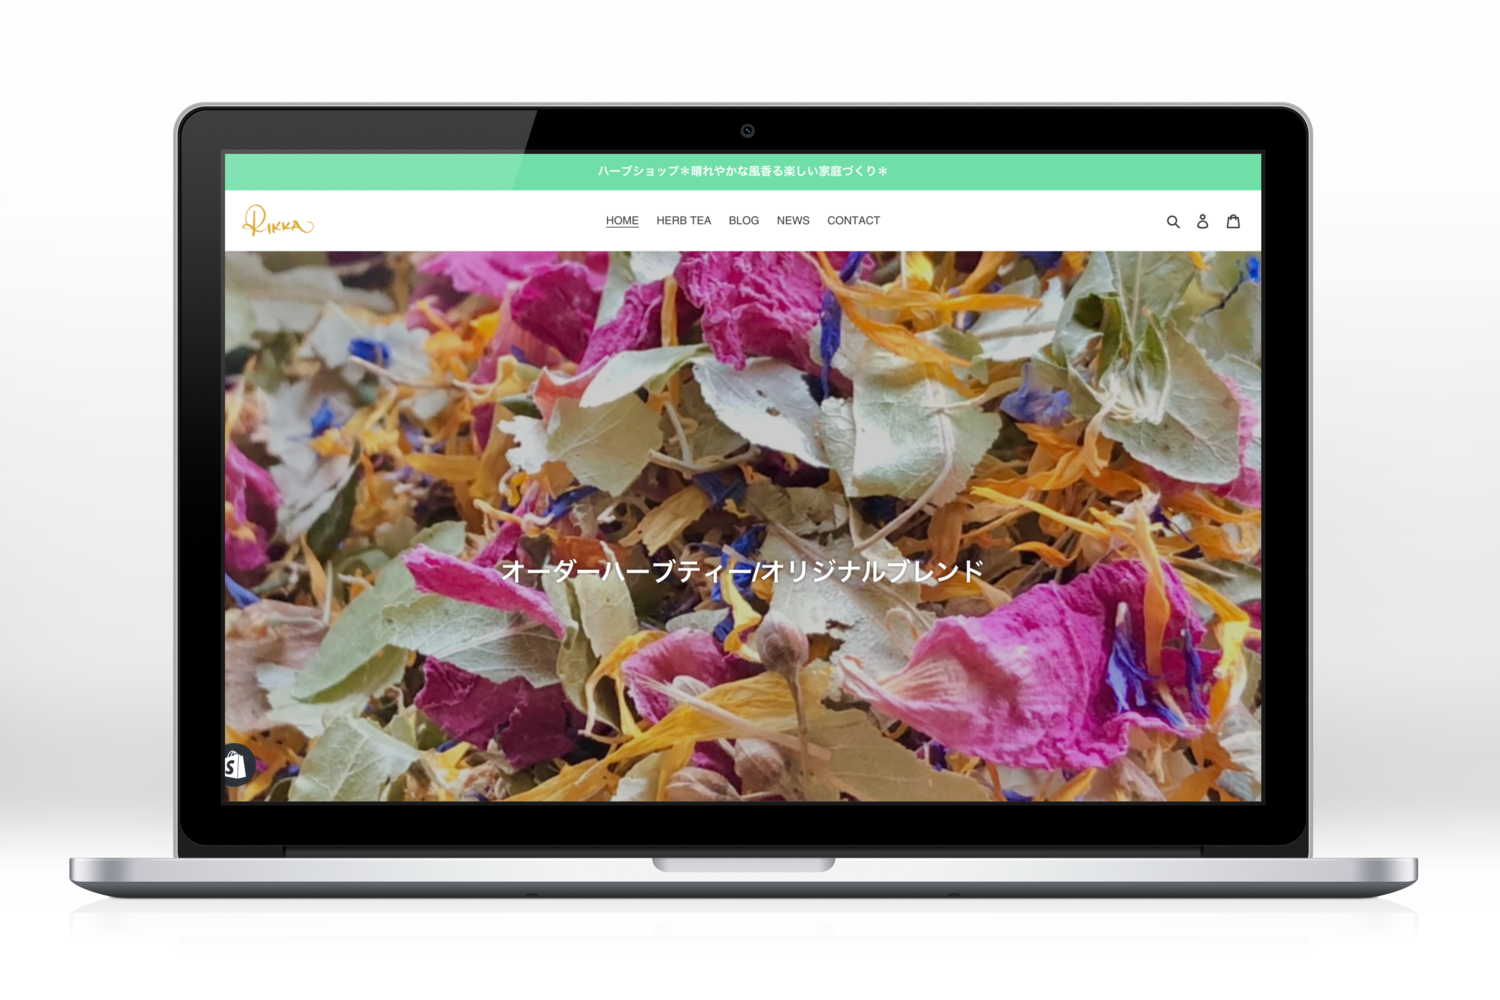 ハーブショップ＊晴れやかな風香る楽しい家庭づくり＊
RIKKA
HOME HERB TEA BLOG NEWS CONTACT
オーダーハーブティー/オリジナルブレンド
S